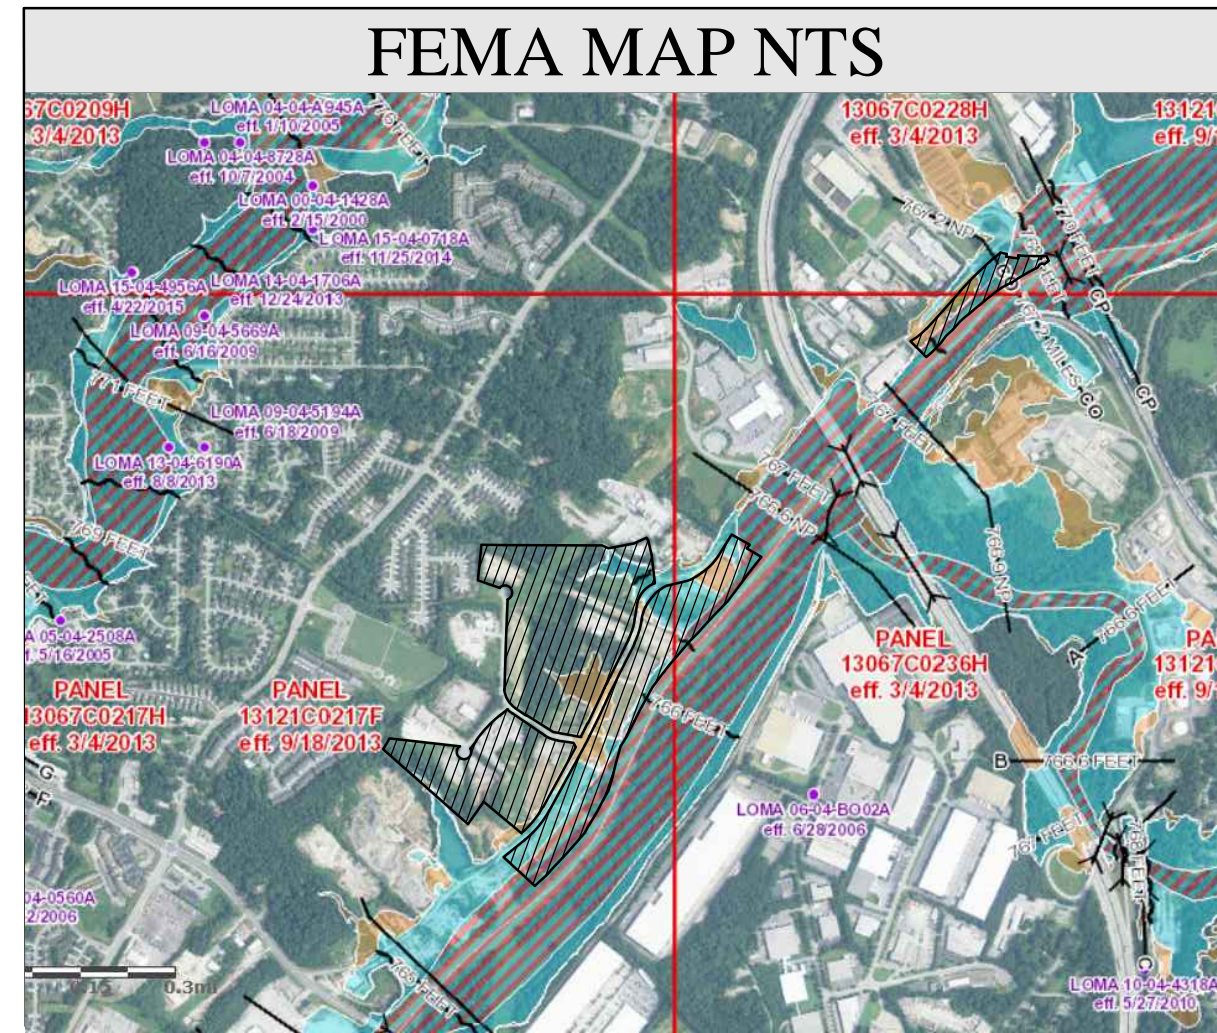 FEMA MAP NTS
67C0209H
3/4/2013
LOMA 04-04-A945A
eff. 1/10/2005
LOMA 04-04-8728A
eff. 10/7/2004
LOMA 00-04-1428A
eff. 2/15/2000
LOMA 15-04-0718A
eff. 11/25/2014
LOMA 15-04-4956A
eff. 4/22/2015
LOMA 14-04-1706A
eff. 12/24/2013
LOMA 09-04-5669A
eff. 6/16/2009
771 FEET
LOMA 09-04-5194A
eff. 6/18/2009
LOMA 13-04-6190A
eff. 8/8/2013
769 FEET
13067C0228H
eff. 3/4/2013
13121
eff. 9/
767.2 NP
770 FEET
CP
767.2 MILES-CO
CP
767 FEET
767 FEET
766.6 NP
766.9 NP
766.6 FEET
A
A 05-04-2508A
f. 5/16/2005
PANEL
13067C0217H
eff. 3/4/2013
PANEL
13121C0217F
eff. 9/18/2013
PANEL
13067C0236H
eff. 3/4/2013
PA
13121
eff. 9/
766 FEET
G
F
B
766.6 FEET
LOMA 06-04-BO02A
eff. 6/28/2006
767 FEET
768 FEET
04-0560A
2/2006
0.15
0.3mi
765 FEET
C
LOMA 10-04-4318A
eff. 5/27/2010